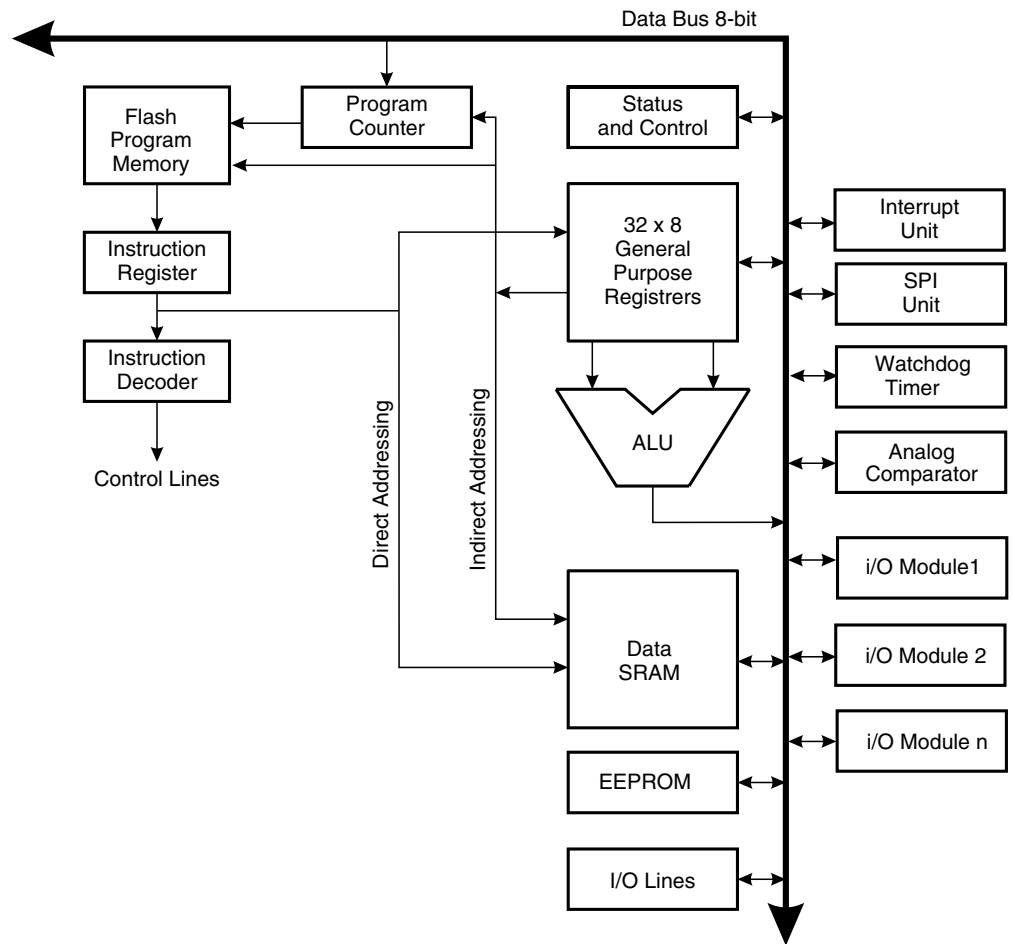 Data Bus 8-bit
Flash
Program
Memory
Program
Counter
Status
and Control
32 x 8
General
Purpose
Registrers
Interrupt
Unit
Instruction
Register
SPI
Unit
Instruction
Decoder
Watchdog
Timer
Direct Addressing
Indirect Addressing
ALU
Analog
Comparator
Control Lines
i/O Module1
Data
SRAM
i/O Module 2
i/O Module n
EEPROM
I/O Lines